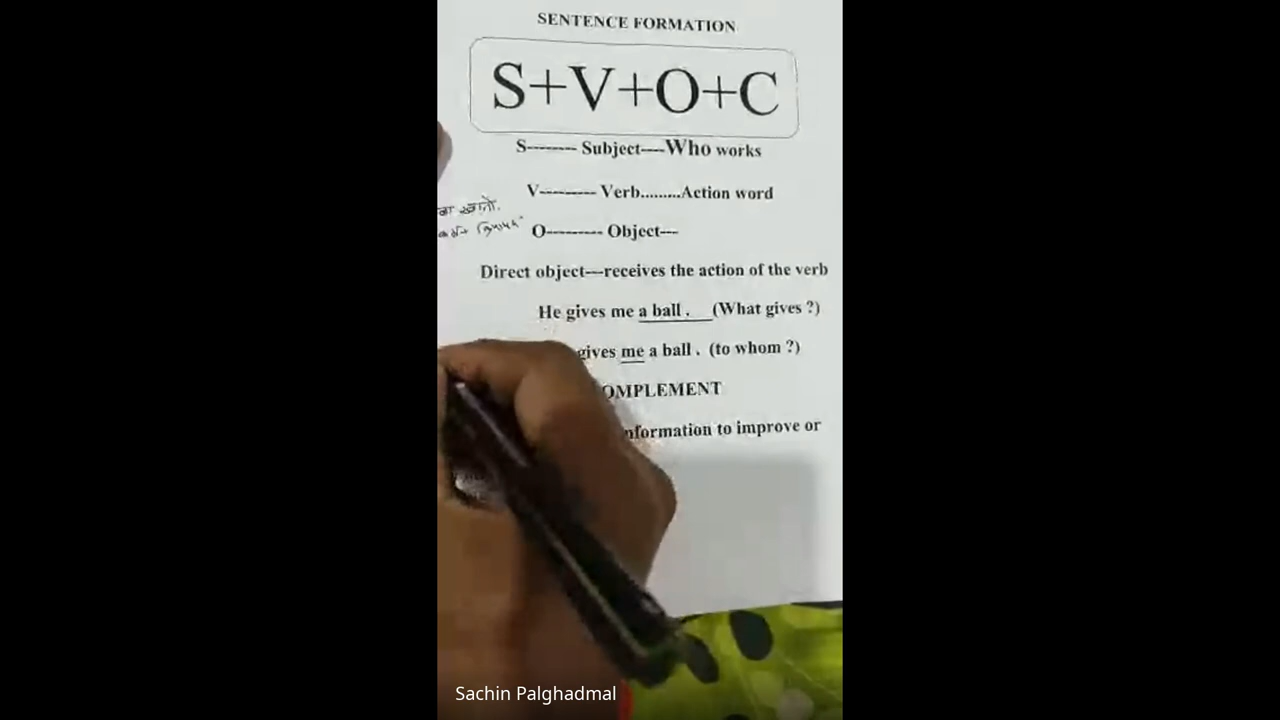 SENTENCE FORMATION
S+V+O+C
S-------- Subject----Who works
V--------- Verb.........Action word
खातो.
O--------- Object---
Direct object---receives the action of the verb
He gives me a ball . (What gives ?)
gives me a ball . (to whom ?)
OMPLEMENT
nformation to improve or
Sachin Palghadmal